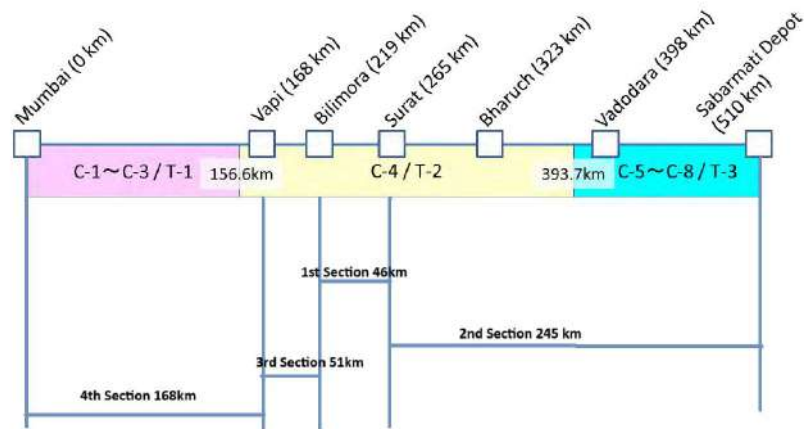 Mumbai (0 km)
Vapi (168 km)
Bilimora (219 km)
Surat (265 km)
Bharuch (323 km)
Vadodara (398 km)
Sabarmati Depot
(510 km)
C-1～C-3 / T-1
156.6km
C-4 / T-2
393.7km
C-5～C-8 / T-3
1st Section 46km
2nd Section 245 km
3rd Section 51km
4th Section 168km